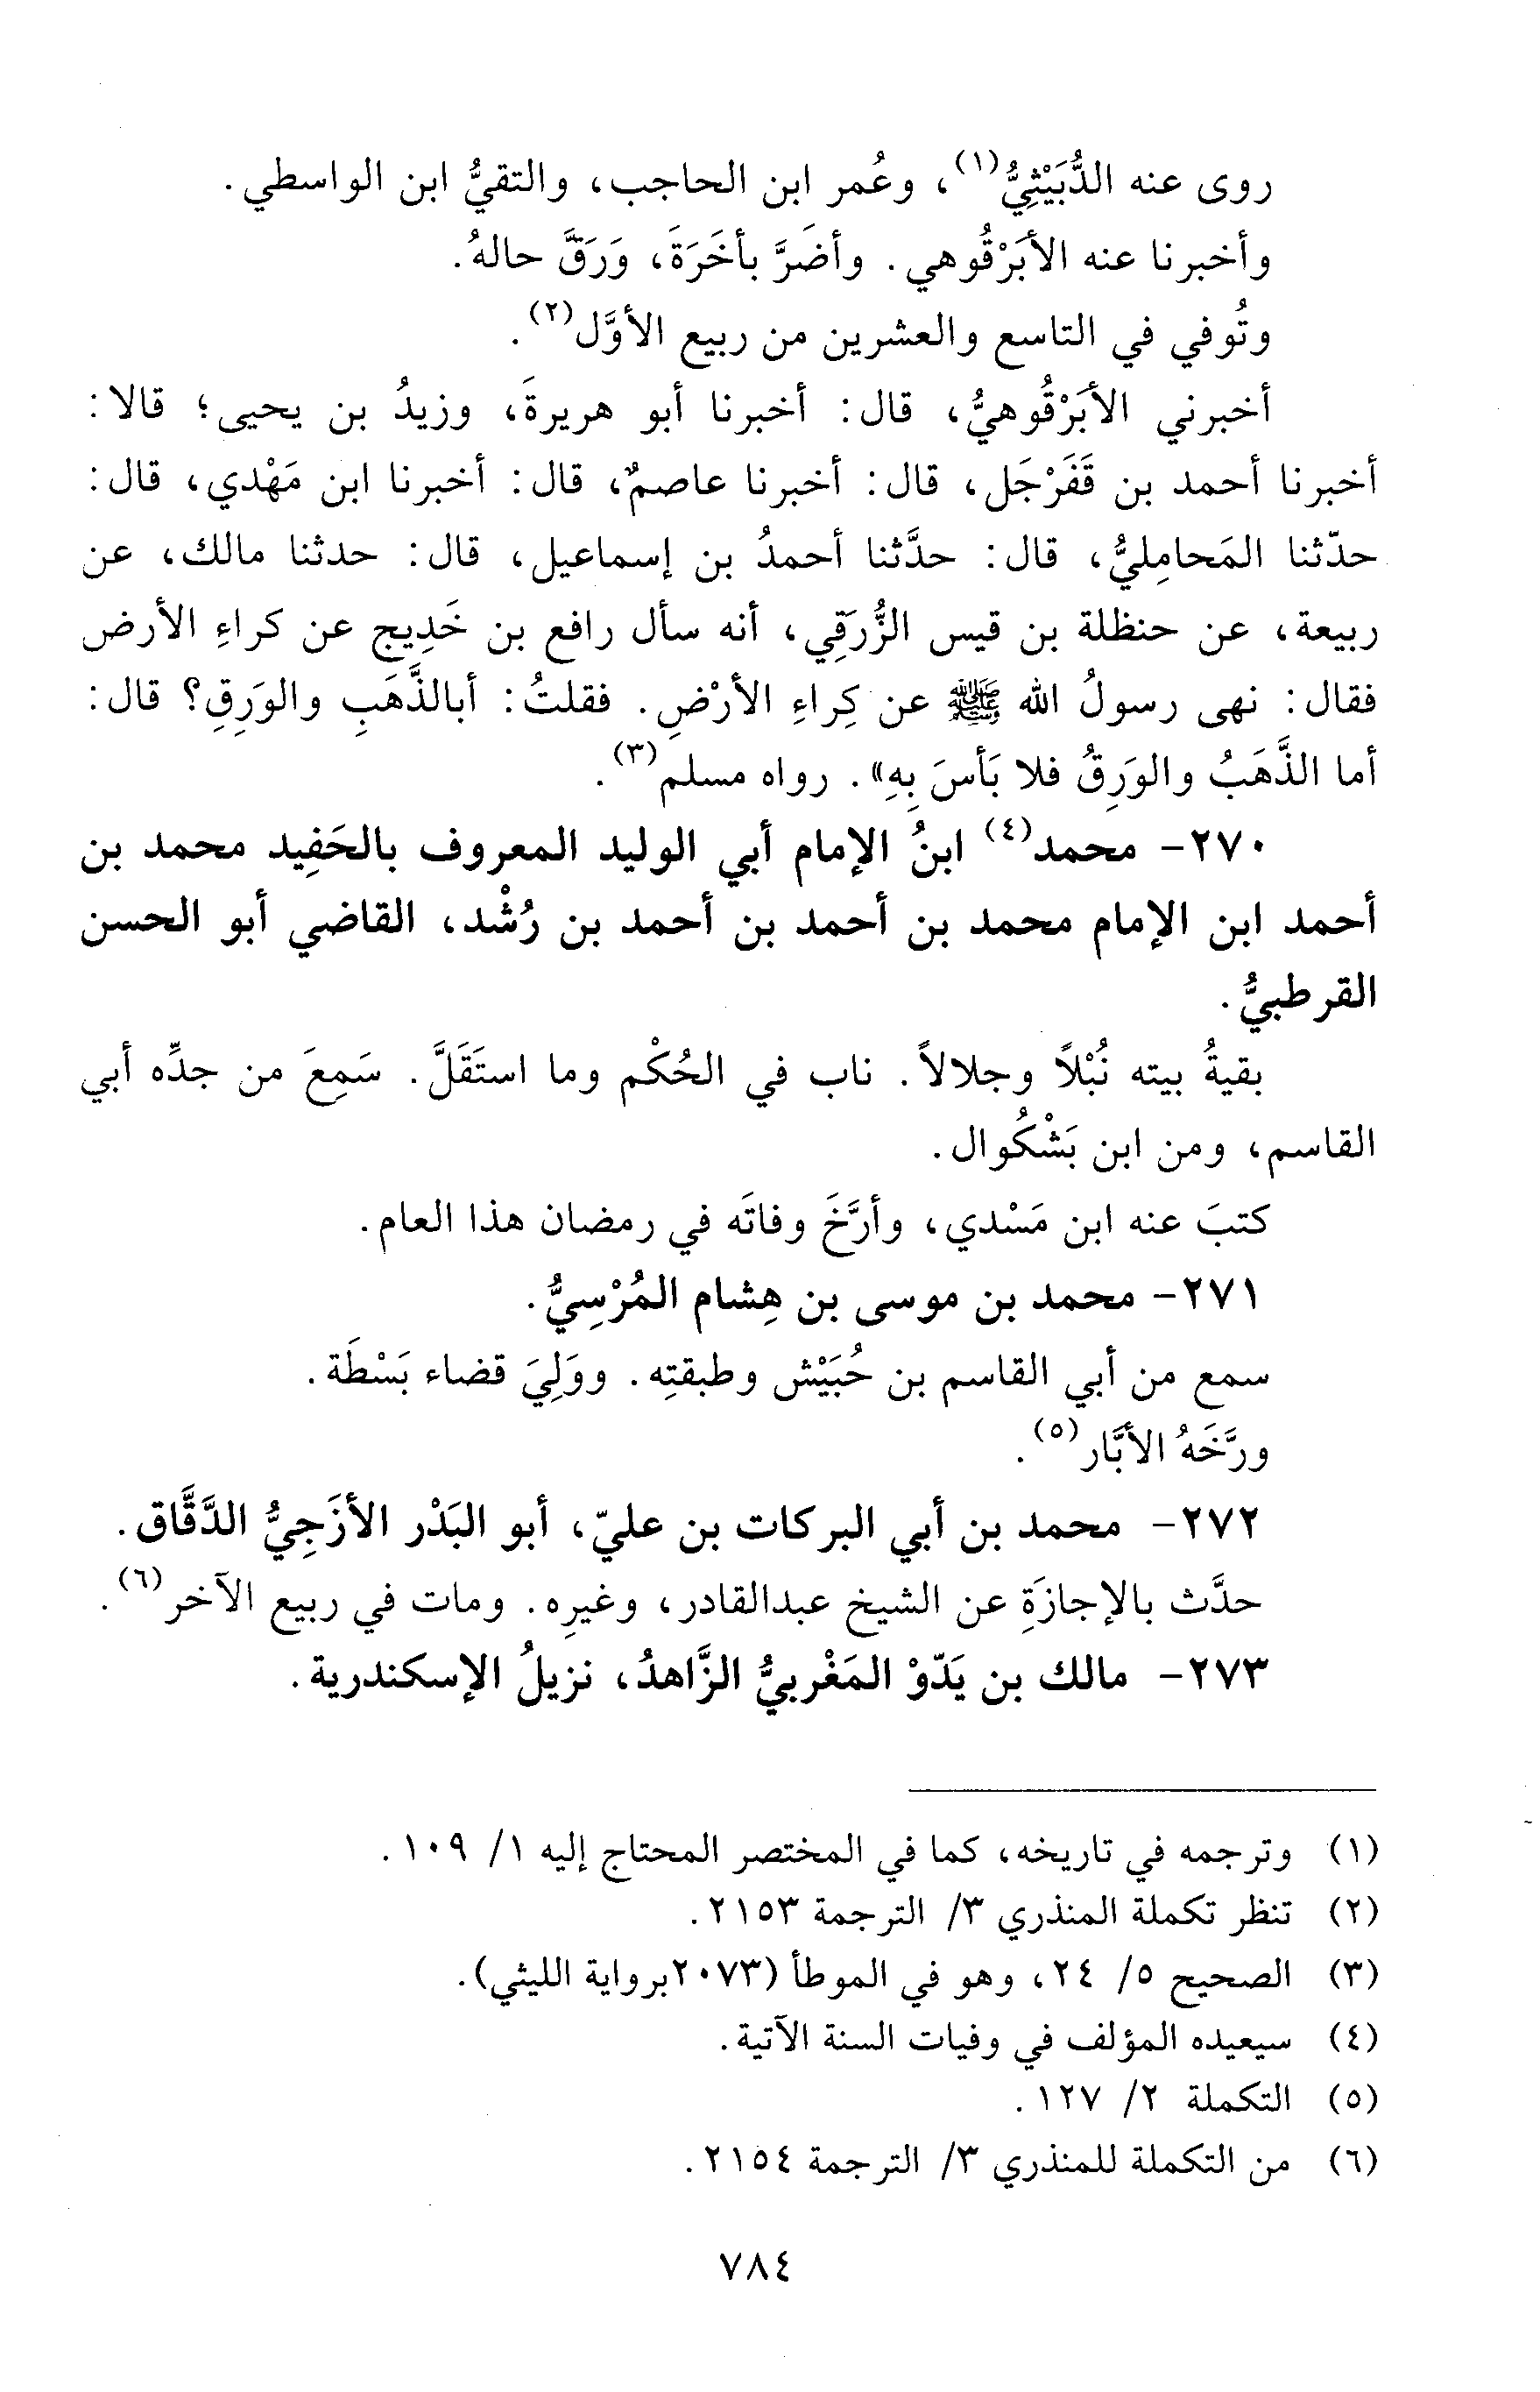 روى عنه الدُّبَيْثِيُّ(١)، وعُمر ابن الحاجب، والتقيُّ ابن الواسطي.
وأخبرنا عنه الأبَرْقُوهي. وأضَرَّ بأخَرَةَ، وَرَقَّ حالهُ.
وتُوفي في التاسع والعشرين من ربيع الأوَّل(٢).
أخبرني الأبَرْقُوهيُّ، قال: أخبرنا أبو هريرةَ، وزيدُ بن يحيى؛ قالا:
أخبرنا أحمد بن قَفَرْجَل، قال: أخبرنا عاصمٌ، قال: أخبرنا ابن مَهْدي، قال:
حدّثنا المَحامِليُّ، قال: حدَّثنا أحمدُ بن إسماعيل، قال: حدثنا مالك، عن
ربيعة، عن حنظلة بن قيس الزُّرَقِي، أنه سأل رافع بن خَدِيج عن كراءِ الأرض
فقال: نهى رسولُ الله ﷺ عن كِراءِ الأرْضِ. فقلتُ: أبالذَّهَبِ والوَرِقِ؟ قال:
أما الذَّهَبُ والوَرِقُ فلا بَأسَ بِهِ». رواه مسلم(٣).
٢٧٠- محمد(٤) ابنُ الإمام أبي الوليد المعروف بالحَفِيد محمد بن
أحمد ابن الإمام محمد بن أحمد بن أحمد بن رُشْد، القاضي أبو الحسن
القرطبيُّ.
بقيةُ بيته نُبْلاً وجلالاً. ناب في الحُكْم وما استَقَلَّ. سَمِعَ من جدِّه أبي
القاسم، ومن ابن بَشْكُوال.
كتبَ عنه ابن مَسْدي، وأرَّخَ وفاتَه في رمضان هذا العام.
٢٧١- محمد بن موسى بن هِشام المُرْسِيُّ.
سمع من أبي القاسم بن حُبَيْش وطبقتِه. ووَلِيَ قضاء بَسْطَة.
ورَّخَهُ الأبَّار(٥).
٢٧٢- محمد بن أبي البركات بن عليّ، أبو البَدْر الأزَجِيُّ الدَّقَّاق.
حدَّث بالإجازَةِ عن الشيخ عبدالقادر، وغيرِه. ومات في ربيع الآخر(٦).
٢٧٣- مالك بن يَدّوْ المَغْربيُّ الزَّاهدُ، نزيلُ الإسكندرية.
(١) وترجمه في تاريخه، كما في المختصر المحتاج إليه ١/ ١٠٩.
(٢) تنظر تكملة المنذري ٣/ الترجمة ٢١٥٣.
(٣) الصحيح ٥/ ٢٤، وهو في الموطأ (٢٠٧٣برواية الليثي).
(٤) سيعيده المؤلف في وفيات السنة الآتية.
(٥) التكملة ٢/ ١٢٧.
(٦) من التكملة للمنذري ٣/ الترجمة ٢١٥٤.
٧٨٤